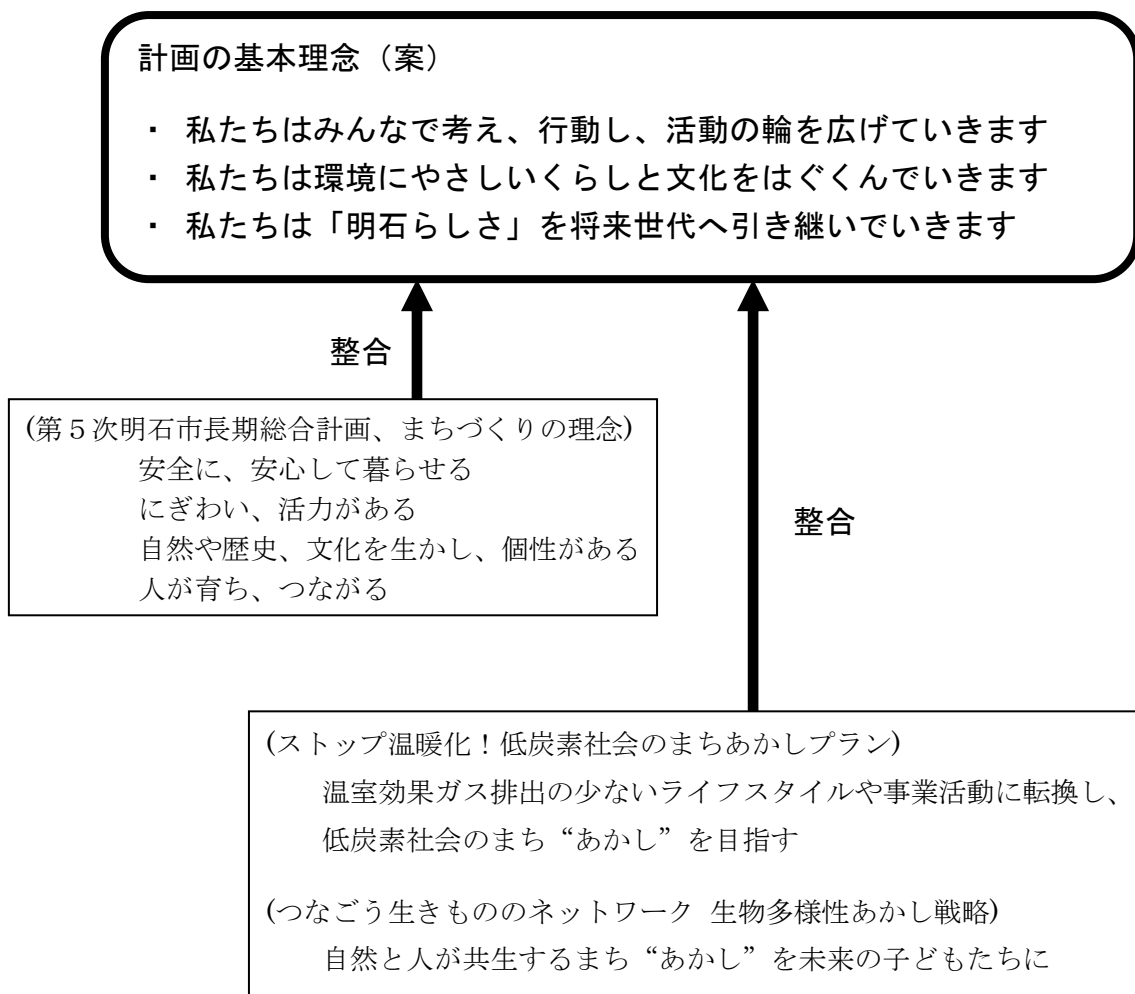 計画の基本理念（案）
・ 私たちはみんなで考え、行動し、活動の輪を広げていきます
・ 私たちは環境にやさしいくらしと文化をはぐくんでいきます
・ 私たちは「明石らしさ」を将来世代へ引き継いでいきます
整合
(第５次明石市長期総合計画、まちづくりの理念)
安全に、安心して暮らせる
にぎわい、活力がある
自然や歴史、文化を生かし、個性がある
人が育ち、つながる
整合
(ストップ温暖化！低炭素社会のまちあかしプラン)
温室効果ガス排出の少ないライフスタイルや事業活動に転換し、
低炭素社会のまち“あかし”を目指す
(つなごう生きもののネットワーク 生物多様性あかし戦略)
自然と人が共生するまち“あかし”を未来の子どもたちに